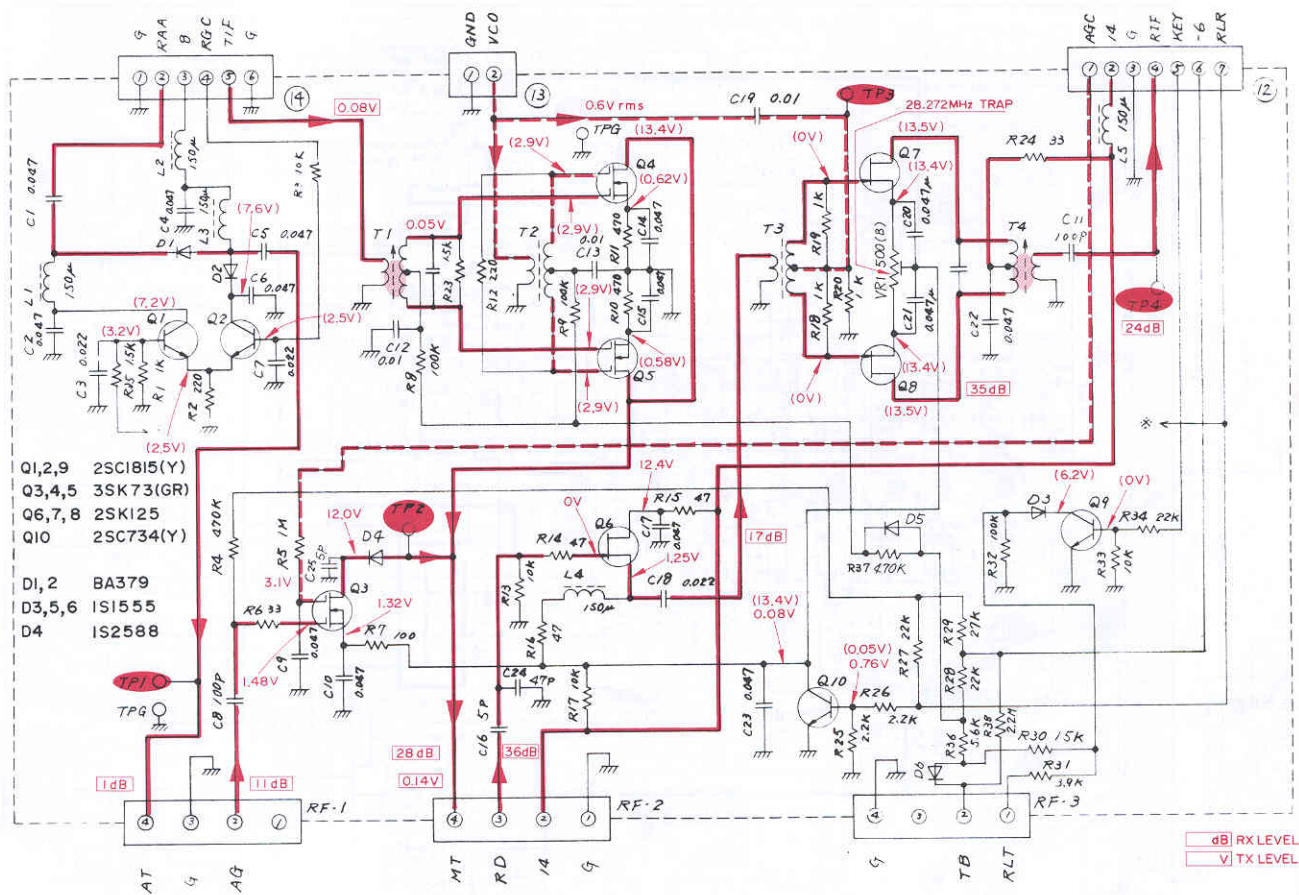 G
RAA
8
RGC
TIF
G
1 2 3 4 5 6
14
GND
VCO
1 2
13
AGC
14
G
RIF
KEY
-6
RLR
1 2 3 4 5 6 7
12
0.08V
0.6V rms
C19 0.01
TP3
28.272MHz TRAP
TPG
(13.4V)
(2.9V)
Q4
(0.62V)
(0V)
Q7
(13.5V)
(13.4V)
R24 33
L5
150μ
L2
150μ
R3 10K
C1 0.047
C4 0.047
L3
150μ
(7.6V)
C5
0.047
D1
D2
C6
0.047
L1
150μ
C2
0.047
(7.2V)
Q1
Q2
(2.5V)
(3.2V)
C3 0.022
R35 15K
R1 1K
R2 220
C7
0.022
(2.5V)
T1
0.05V
15K
R23
R12 220
T2
(2.9V)
0.01
C13
100K
R9
R11 470
C14
0.047
R10 470
C15
0.047
(2.9V)
C12
0.01
R8
100K
(0.58V)
Q5
(2.9V)
T3
R19
1K
R18
1K
R20
1K
VR1 500(B)
C20
0.047μ
C21
0.047μ
(13.4V)
Q8
(0V)
(13.5V)
35dB
C22
0.047
T4
C11
100P
TP4
24dB
※
Q1,2,9 2SC1815(Y)
Q3,4,5 3SK73(GR)
Q6,7,8 2SK125
Q10 2SC734(Y)
D1,2 BA379
D3,5,6 1S1555
D4 1S2588
R4 470K
R5 1M
12.0V
TP2
D4
C25 5P
Q3
3.1V
1.32V
R6 33
R7
100
C9
0.047
C10
0.047
1.48V
C8 100P
TP1
TPG
12.4V
0V
Q6
R15 47
C17
0.047
R14
47
1.25V
10K
R13
L4
150μ
C18
0.022
R16
47
17dB
C24
47P
C16 5P
R17 10K
(13.4V)
0.08V
C23 0.047
Q10
(0.05V)
0.76V
R26
2.2K
R25
2.2K
R27
22K
R29
27K
R28
22K
R36
5.6K
R38
2.2M
D5
R37 470K
D3
(6.2V)
Q9
(0V)
R34
22K
R33
10K
R32
100K
R30 15K
R31
3.9K
D6
1dB
11dB
28dB
0.14V
36dB
RF-1
4 3 2 1
AT
G
AG
RF-2
4 3 2 1
MT
RD
14
G
RF-3
4 3 2 1
G
TB
RLT
dB RX LEVEL
V TX LEVEL